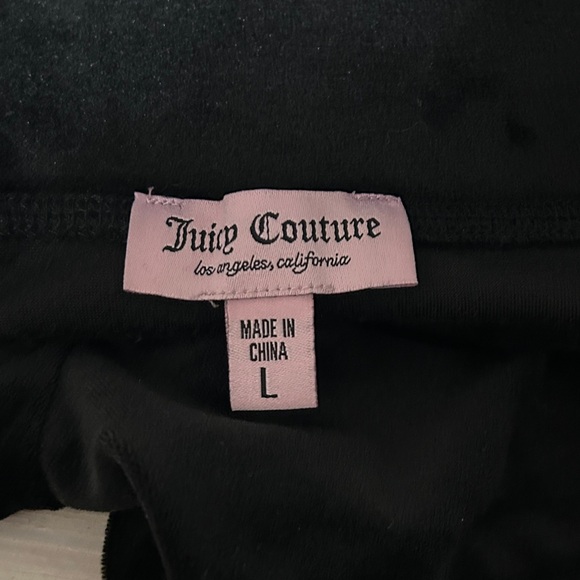 Juicy Couture
los angeles, california
MADE IN
CHINA
L